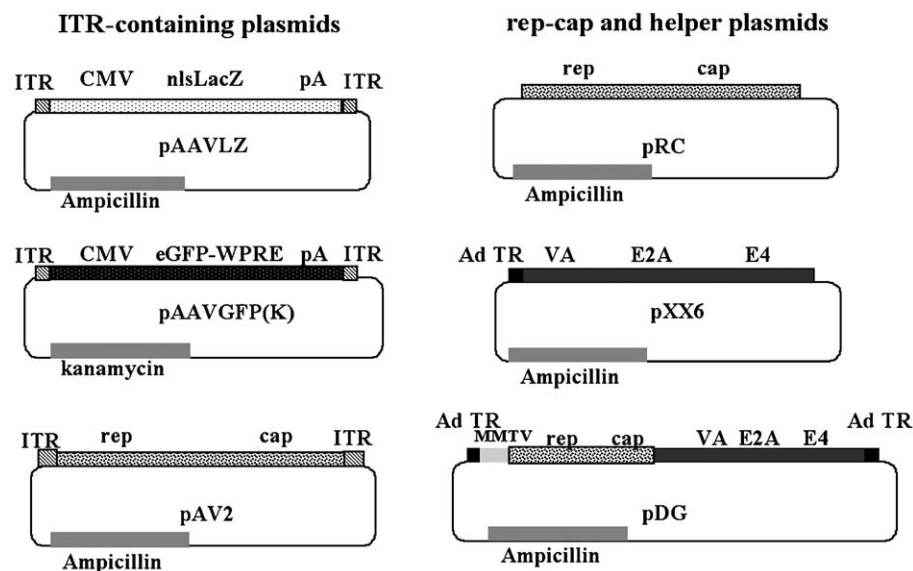 ITR-containing plasmids
ITR CMV nlsLacZ pA ITR
pAAVLZ
Ampicillin
ITR CMV eGFP-WPRE pA ITR
pAAVGFP(K)
kanamycin
ITR rep cap ITR
pAV2
Ampicillin
rep-cap and helper plasmids
rep cap
pRC
Ampicillin
Ad TR VA E2A E4
pXX6
Ampicillin
Ad TR Ad TR
MMTV rep cap VA E2A E4
pDG
Ampicillin